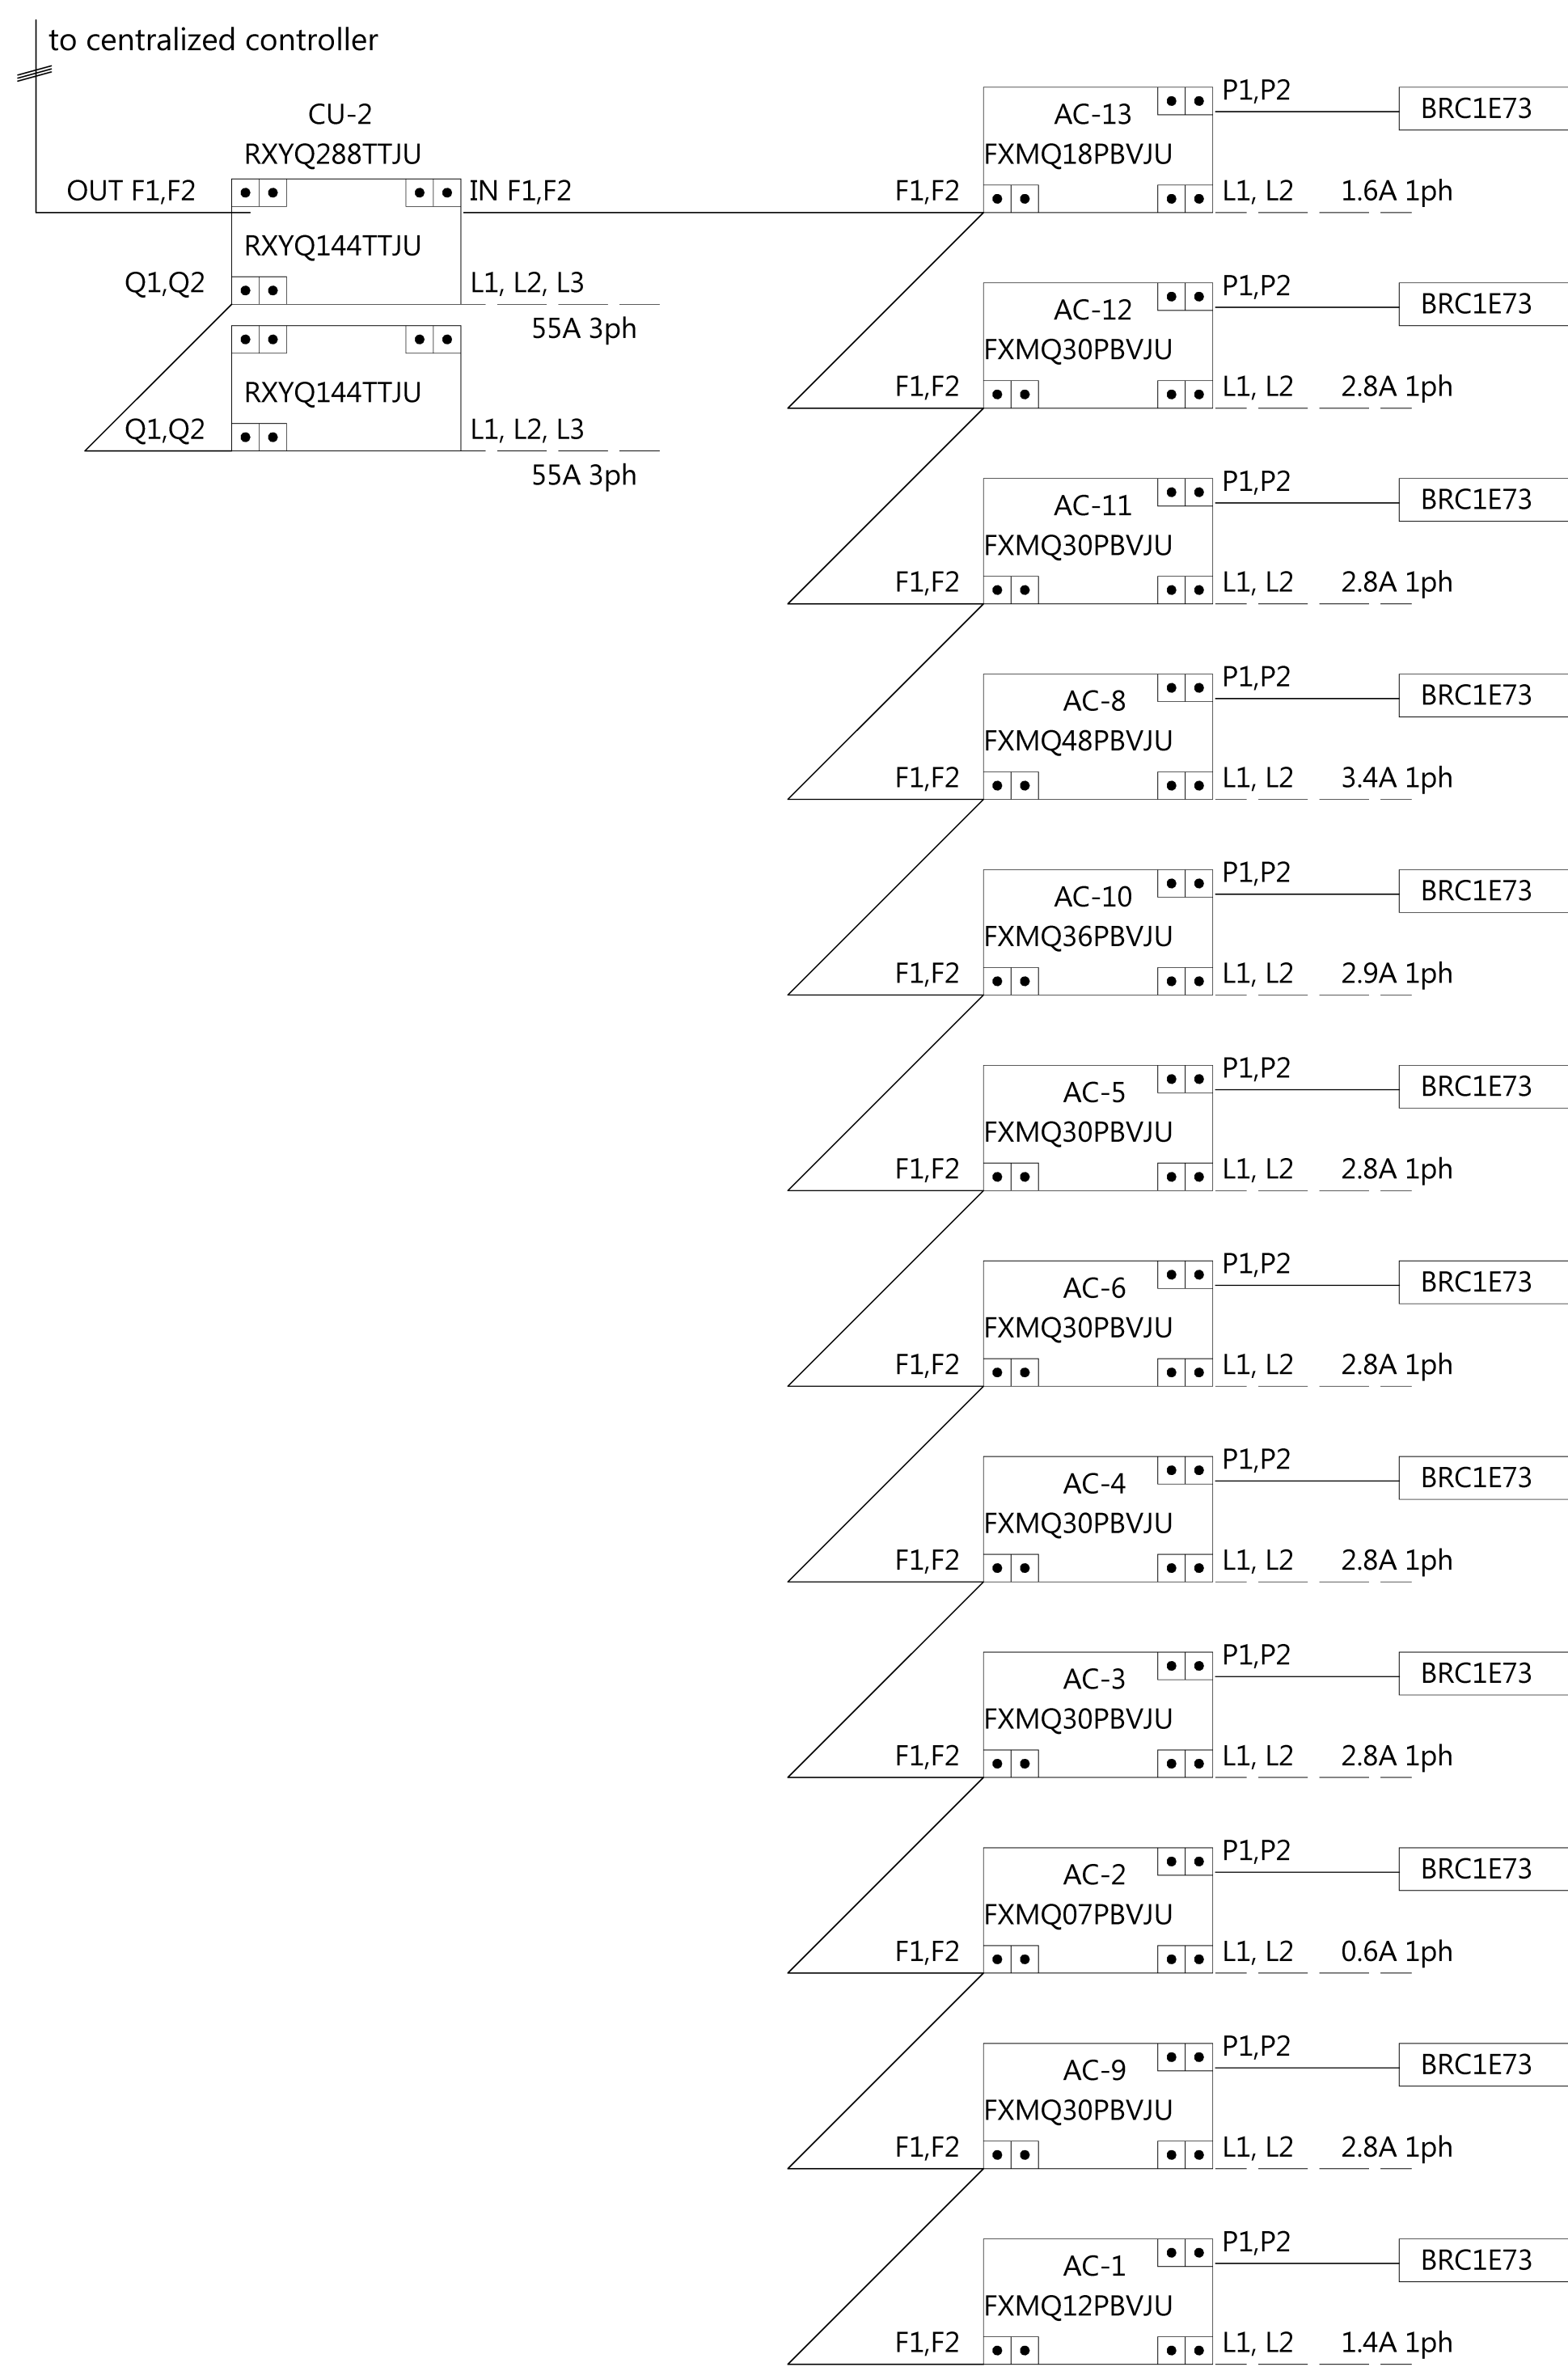 to centralized controller
CU-2
RXYQ288TTJU
OUT F1,F2
IN F1,F2
RXYQ144TTJU
Q1,Q2
L1, L2, L3
55A 3ph
RXYQ144TTJU
Q1,Q2
L1, L2, L3
55A 3ph
AC-13
P1,P2
BRC1E73
FXMQ18PBVJU
F1,F2
L1, L2
1.6A 1ph
AC-12
P1,P2
BRC1E73
FXMQ30PBVJU
F1,F2
L1, L2
2.8A 1ph
AC-11
P1,P2
BRC1E73
FXMQ30PBVJU
F1,F2
L1, L2
2.8A 1ph
AC-8
P1,P2
BRC1E73
FXMQ48PBVJU
F1,F2
L1, L2
3.4A 1ph
AC-10
P1,P2
BRC1E73
FXMQ36PBVJU
F1,F2
L1, L2
2.9A 1ph
AC-5
P1,P2
BRC1E73
FXMQ30PBVJU
F1,F2
L1, L2
2.8A 1ph
AC-6
P1,P2
BRC1E73
FXMQ30PBVJU
F1,F2
L1, L2
2.8A 1ph
AC-4
P1,P2
BRC1E73
FXMQ30PBVJU
F1,F2
L1, L2
2.8A 1ph
AC-3
P1,P2
BRC1E73
FXMQ30PBVJU
F1,F2
L1, L2
2.8A 1ph
AC-2
P1,P2
BRC1E73
FXMQ07PBVJU
F1,F2
L1, L2
0.6A 1ph
AC-9
P1,P2
BRC1E73
FXMQ30PBVJU
F1,F2
L1, L2
2.8A 1ph
AC-1
P1,P2
BRC1E73
FXMQ12PBVJU
F1,F2
L1, L2
1.4A 1ph